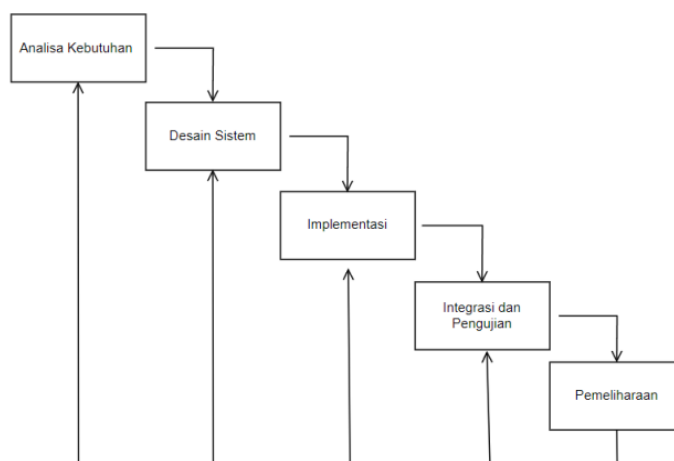 Analisa Kebutuhan
Desain Sistem
Implementasi
Integrasi dan
Pengujian
Pemeliharaan